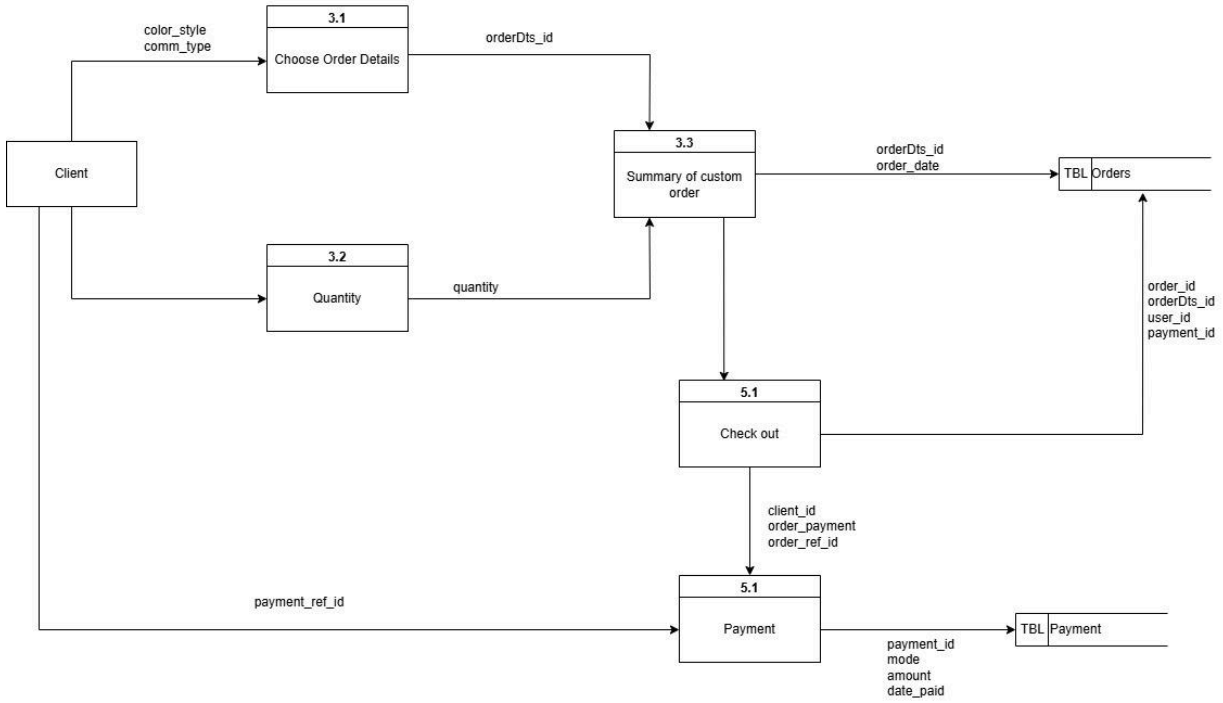 3.1
color_style
comm_type
Choose Order Details
orderDts_id
3.3
Client
Summary of custom
order
orderDts_id
order_date
TBL
Orders
3.2
Quantity
quantity
order_id
orderDts_id
user_id
payment_id
5.1
Check out
client_id
order_payment
order_ref_id
5.1
payment_ref_id
Payment
TBL
Payment
payment_id
mode
amount
date_paid